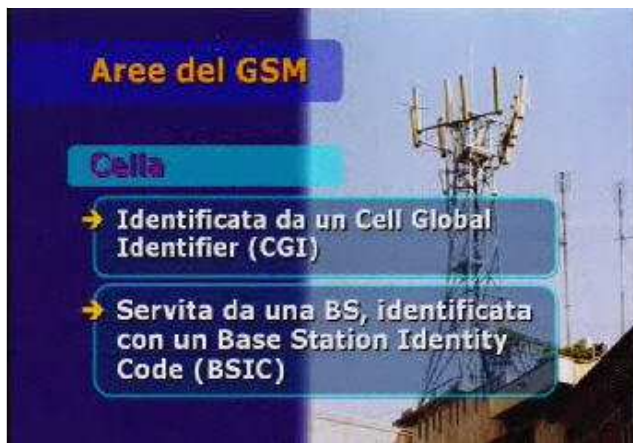 Aree del GSM
Cella
Identificata da un Cell Global
Identifier (CGI)
Servita da una BS, identificata
con un Base Station Identity
Code (BSIC)